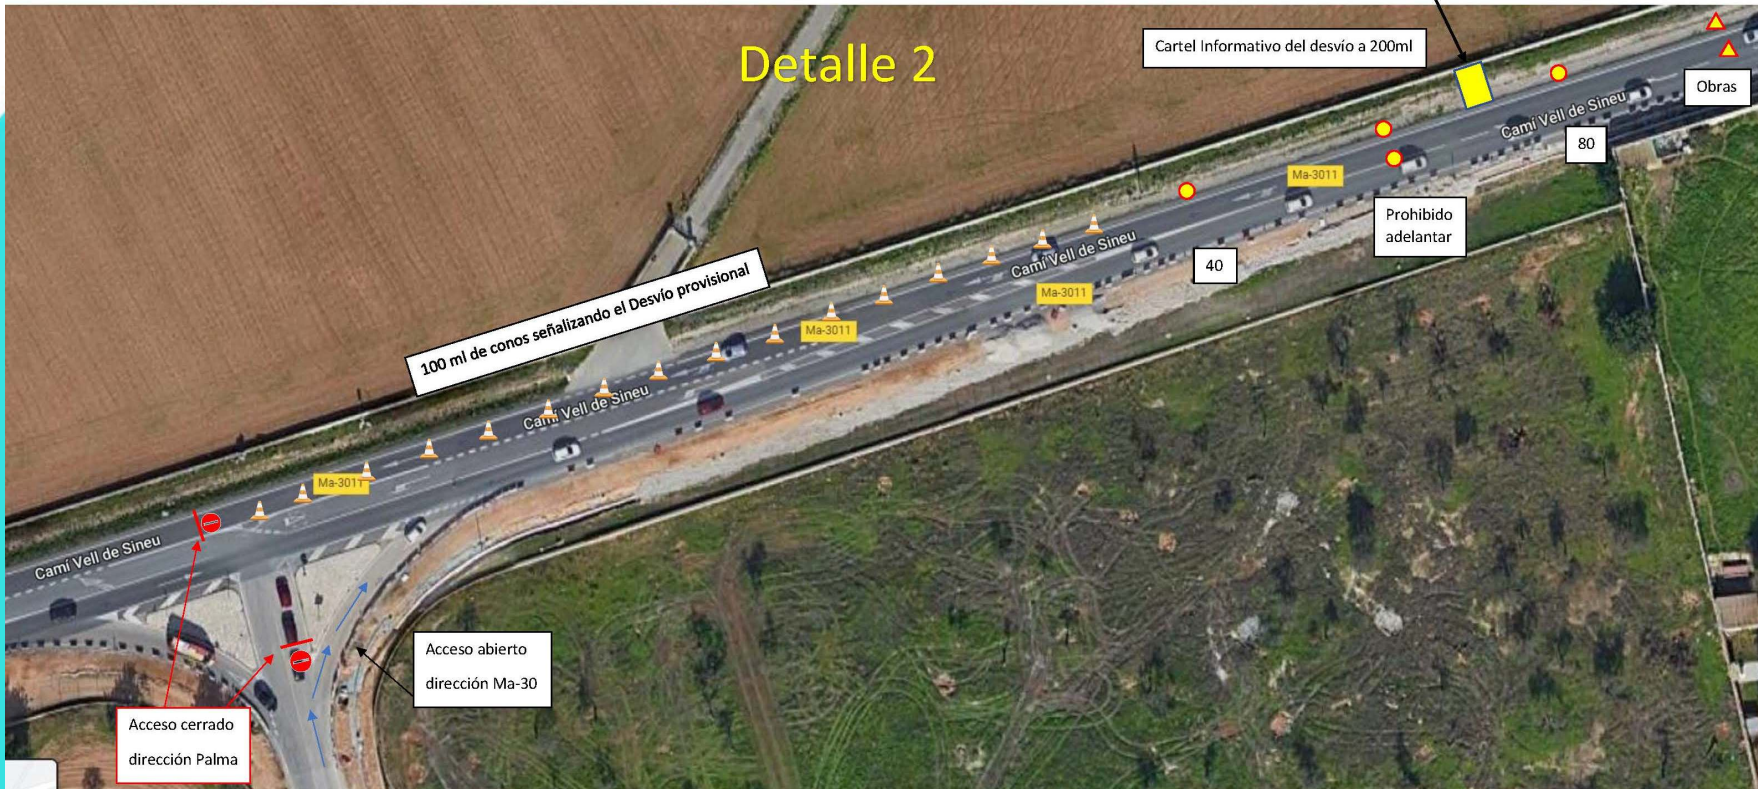 Detalle 2
Cartel Informativo del desvío a 200ml
Obras
Camí Vell de Sineu
80
Ma-3011
Prohibido
adelantar
Camí Vell de Sineu
40
Ma-3011
100 ml de conos señalizando el Desvío provisional
Ma-3011
Camí Vell de Sineu
Ma-3011
Camí Vell de Sineu
Acceso abierto
dirección Ma-30
Acceso cerrado
dirección Palma